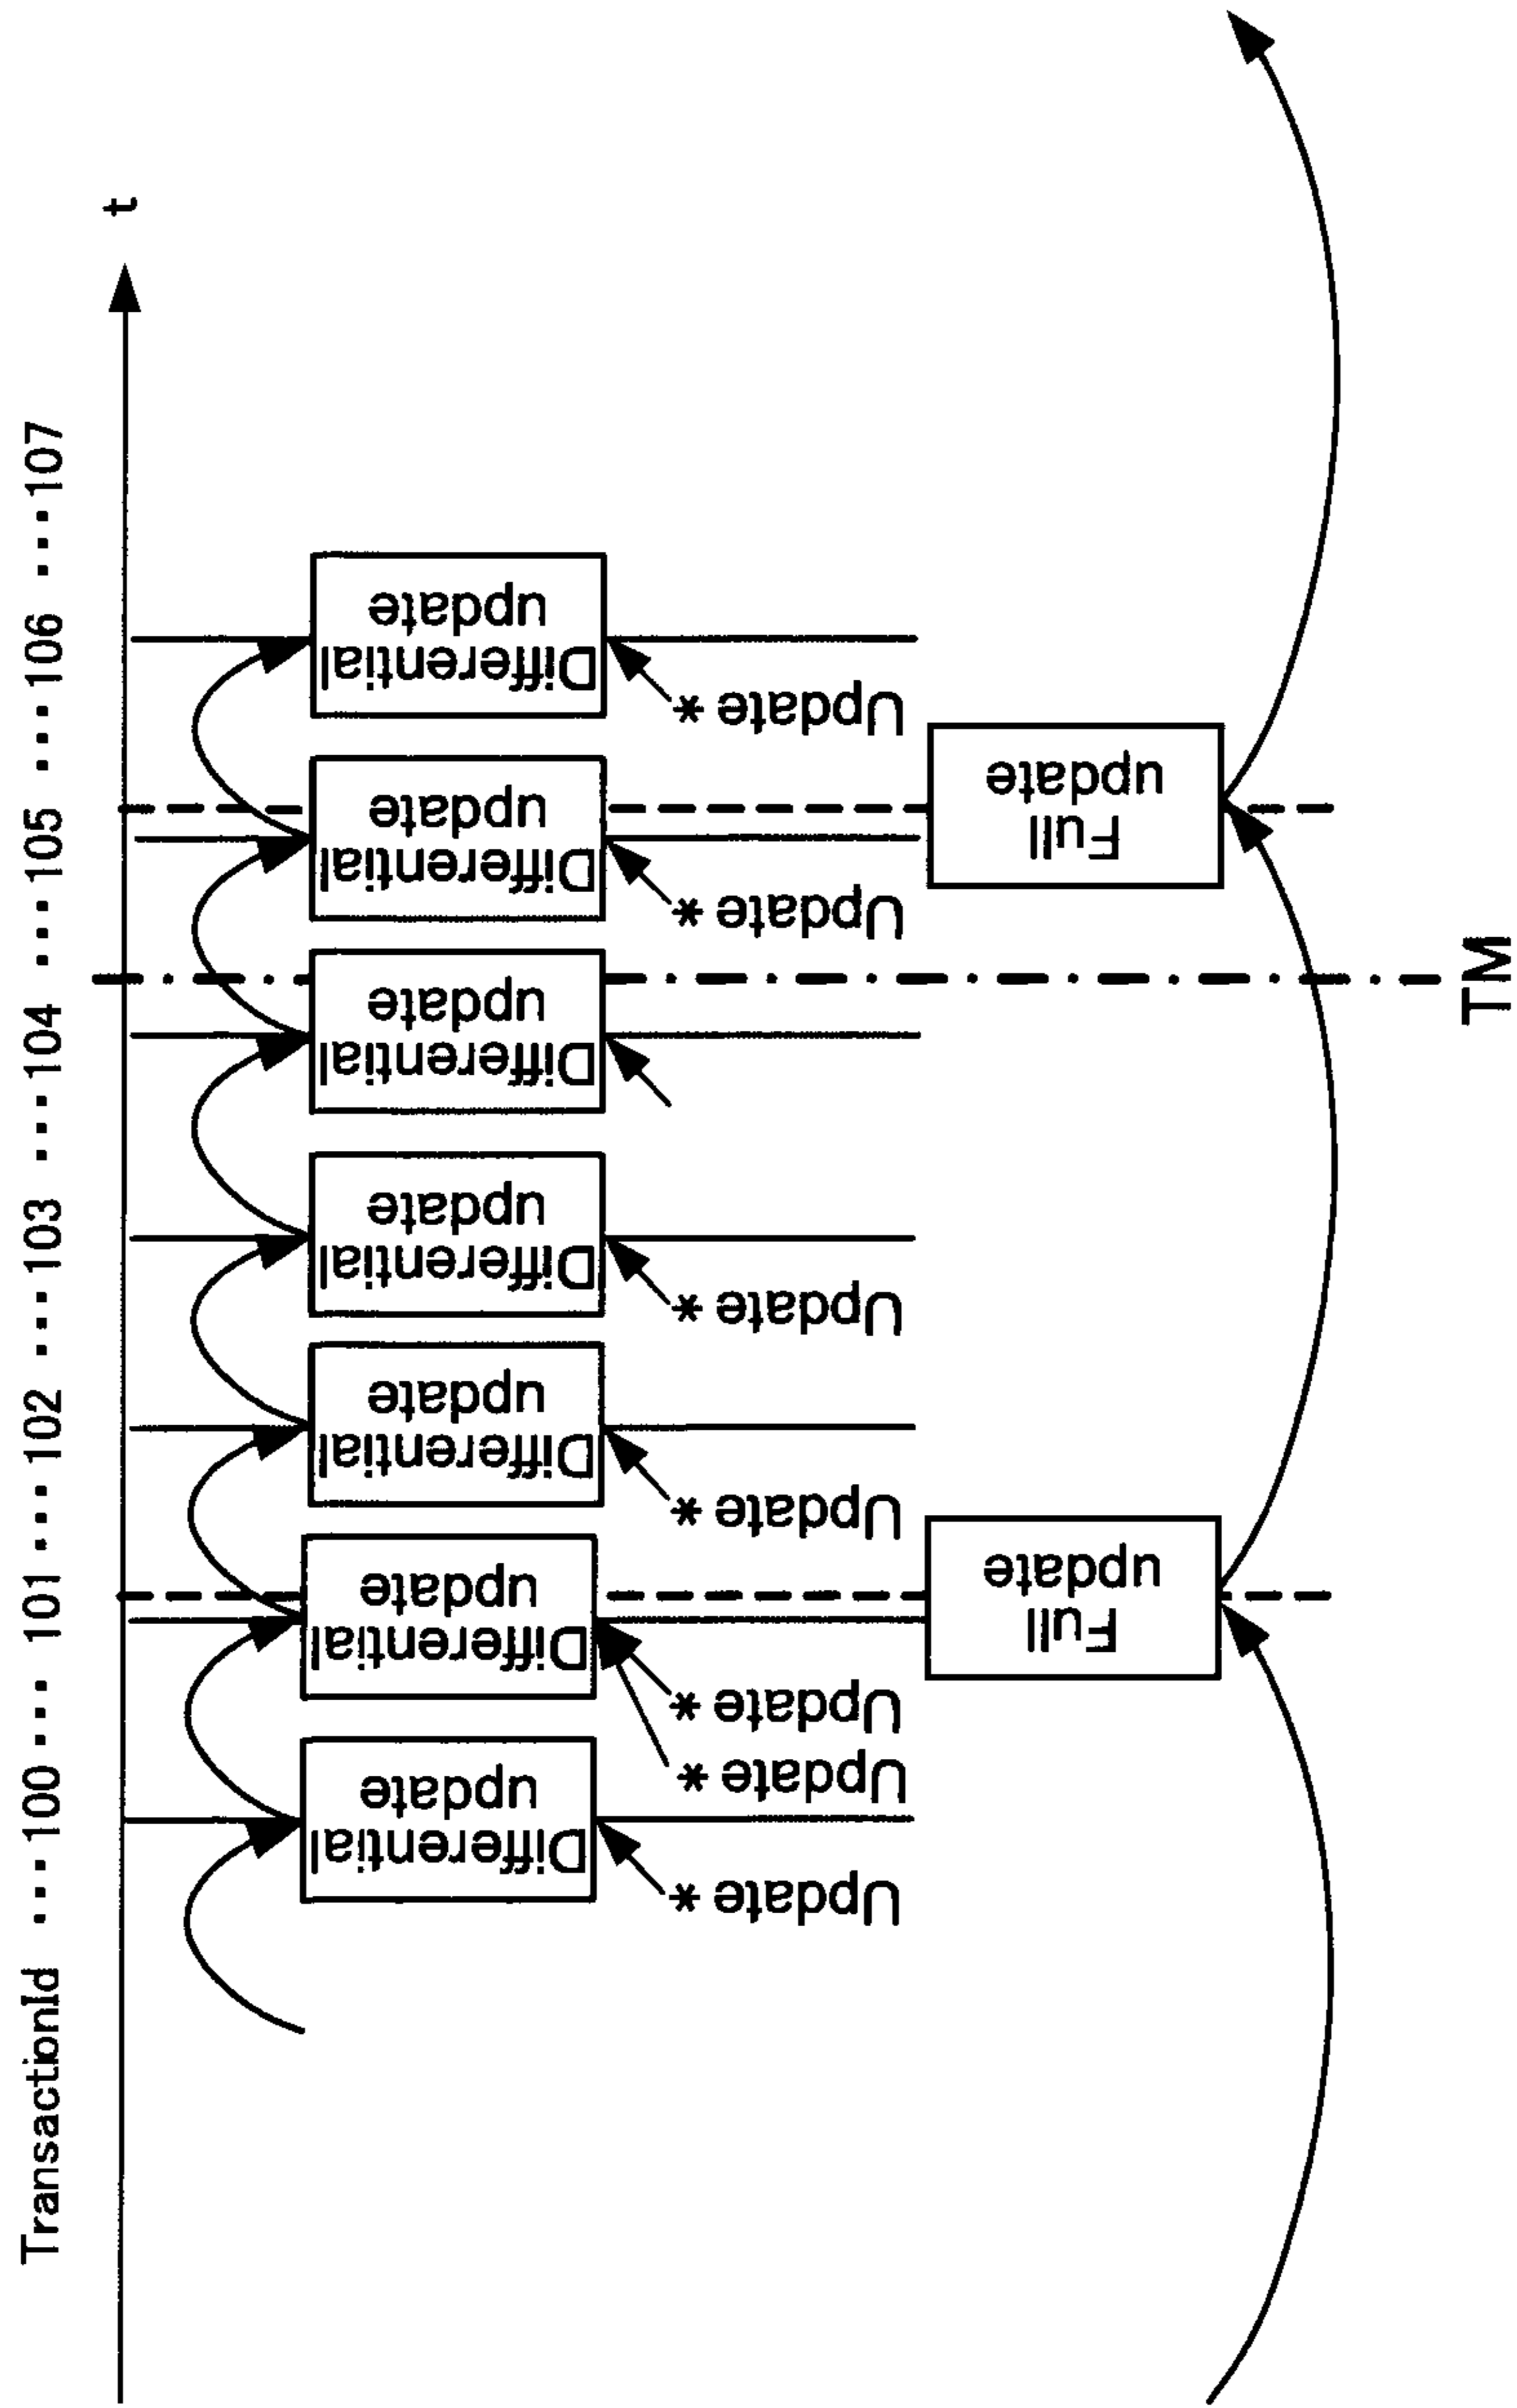 TransactionId ･･･100･･･ 101 ･･･ 102 ･･･103 ･･･104 ･･･105 ･･･106 ･･･107
t
Differential
update
Differential
update
Differential
update
Differential
update
Differential
update
Differential
update
Differential
update
Update *
Update *
Update *
Update *
Update *
Update *
Update *
Full
update
Full
update
TM